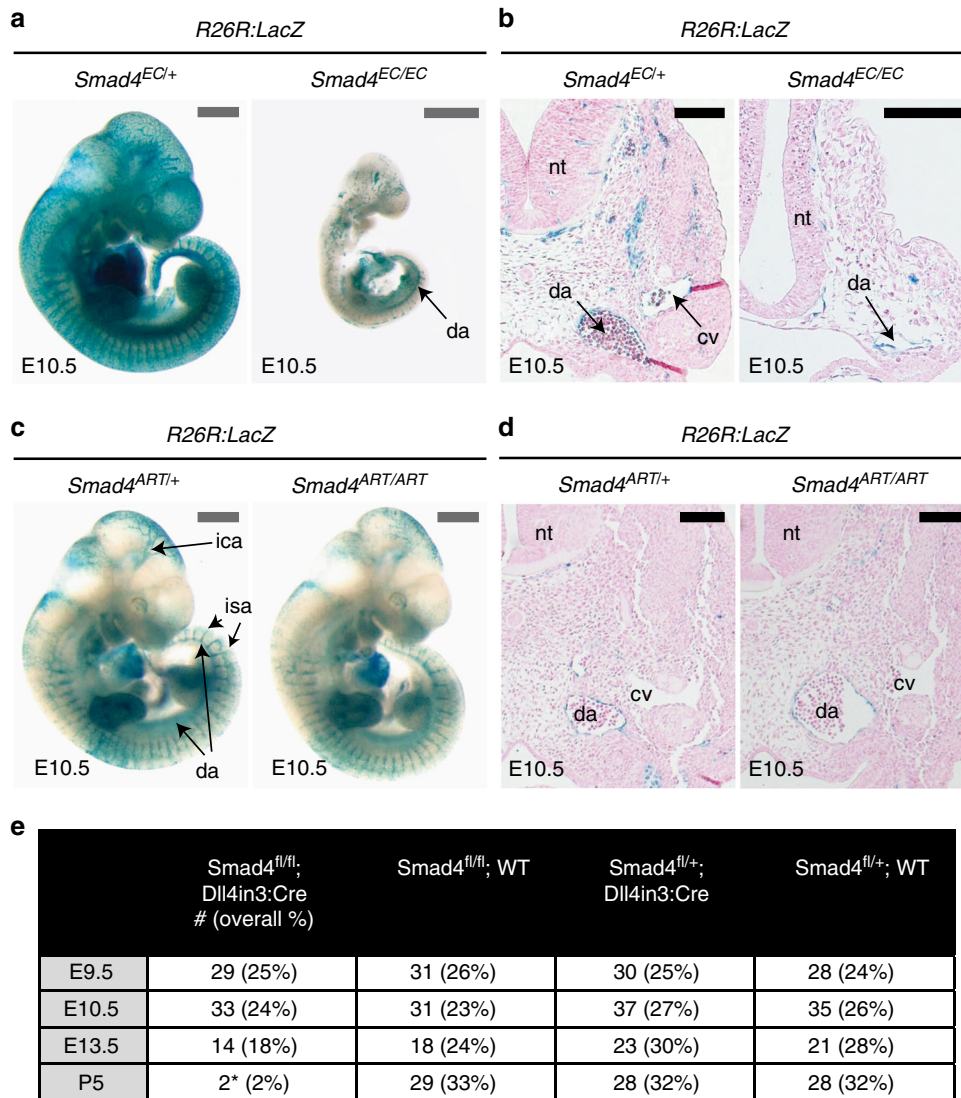 a
R26R:LacZ
Smad4EC/+
Smad4EC/EC
E10.5
da
b
R26R:LacZ
Smad4EC/+
Smad4EC/EC
nt
da
cv
E10.5
nt
da
E10.5
c
R26R:LacZ
Smad4ART/+
Smad4ART/ART
ica
isa
da
E10.5
E10.5
d
R26R:LacZ
Smad4ART/+
Smad4ART/ART
nt
cv
da
E10.5
nt
cv
da
E10.5
e
Smad4fl/fl; Smad4fl/fl; WT Smad4fl/+; Smad4fl/+; WT
Dll4in3:Cre Dll4in3:Cre
# (overall %)
E9.5 29 (25%) 31 (26%) 30 (25%) 28 (24%)
E10.5 33 (24%) 31 (23%) 37 (27%) 35 (26%)
E13.5 14 (18%) 18 (24%) 23 (30%) 21 (28%)
P5 2* (2%) 29 (33%) 28 (32%) 28 (32%)